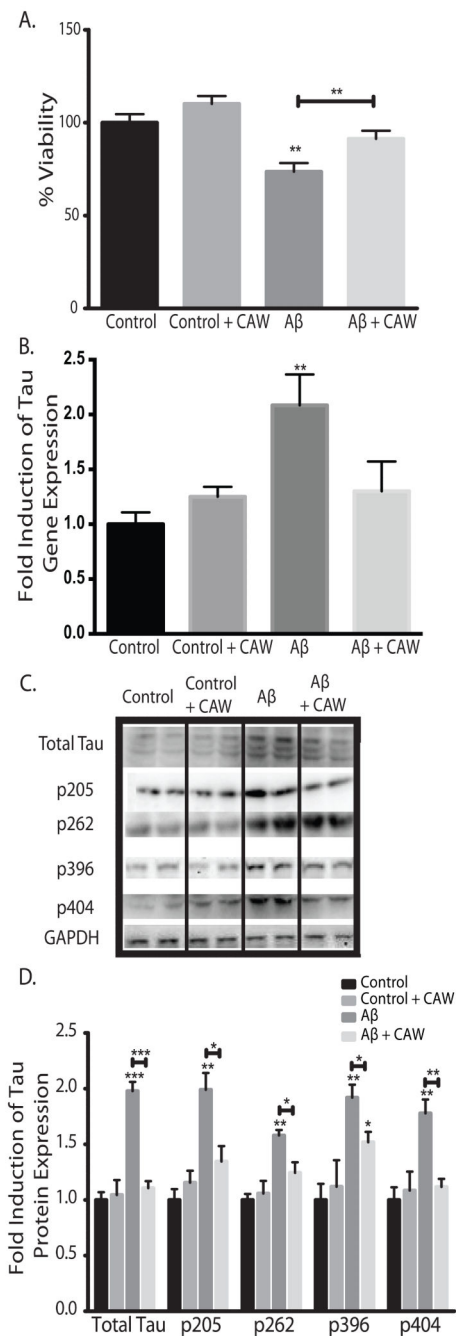 A.
% Viability
150
100
50
0
**
**
Control
Control + CAW
Aβ
Aβ + CAW
B.
Fold Induction of Tau
Gene Expression
2.5
2.0
1.5
1.0
0.5
0.0
**
Control
Control + CAW
Aβ
Aβ + CAW
C.
Control
Control
+ CAW
Aβ
Aβ
+ CAW
Total Tau
p205
p262
p396
p404
GAPDH
D.
Control
Control + CAW
Aβ
Aβ + CAW
Fold Induction of Tau
Protein Expression
2.5
2.0
1.5
1.0
0.5
0.0
***
***
*
**
*
**
*
**
*
**
**
Total Tau
p205
p262
p396
p404